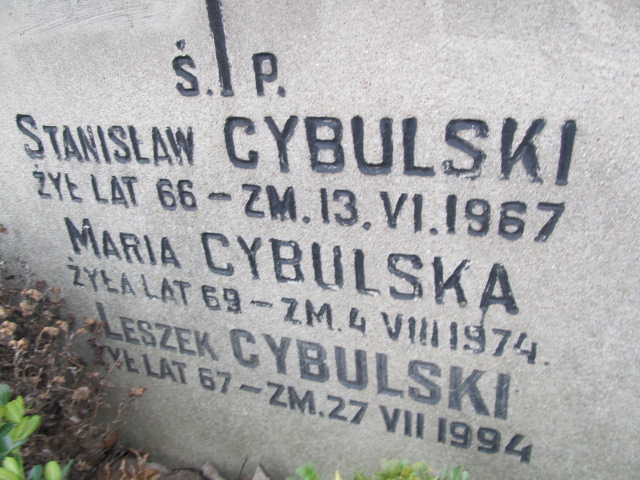 Ś. P.
STANISŁAW CYBULSKI
ŻYŁ LAT 66 – ZM. 13. VI. 1967
MARIA CYBULSKA
ŻYŁA LAT 69 – ZM. 4 VIII 1974.
LESZEK CYBULSKI
ŻYŁ LAT 67 – ZM. 27 VII 1994